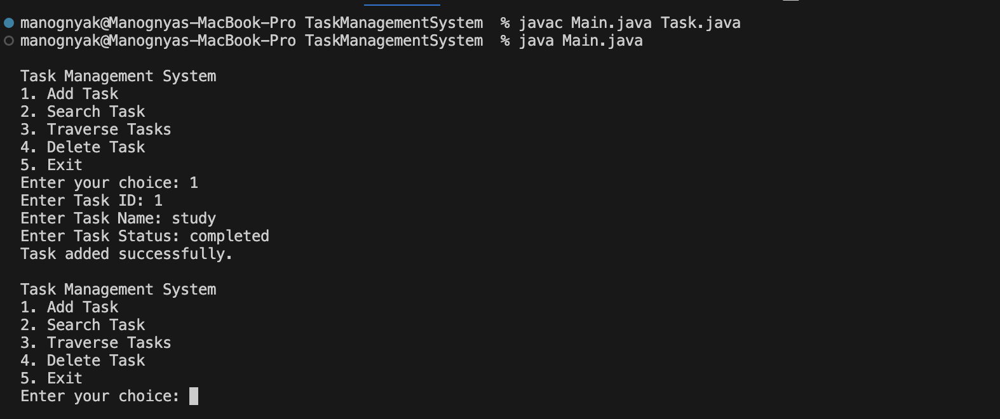 manognyak@Manognyas-MacBook-Pro TaskManagementSystem % javac Main.java Task.java
manognyak@Manognyas-MacBook-Pro TaskManagementSystem % java Main.java
Task Management System
1. Add Task
2. Search Task
3. Traverse Tasks
4. Delete Task
5. Exit
Enter your choice: 1
Enter Task ID: 1
Enter Task Name: study
Enter Task Status: completed
Task added successfully.
Task Management System
1. Add Task
2. Search Task
3. Traverse Tasks
4. Delete Task
5. Exit
Enter your choice: